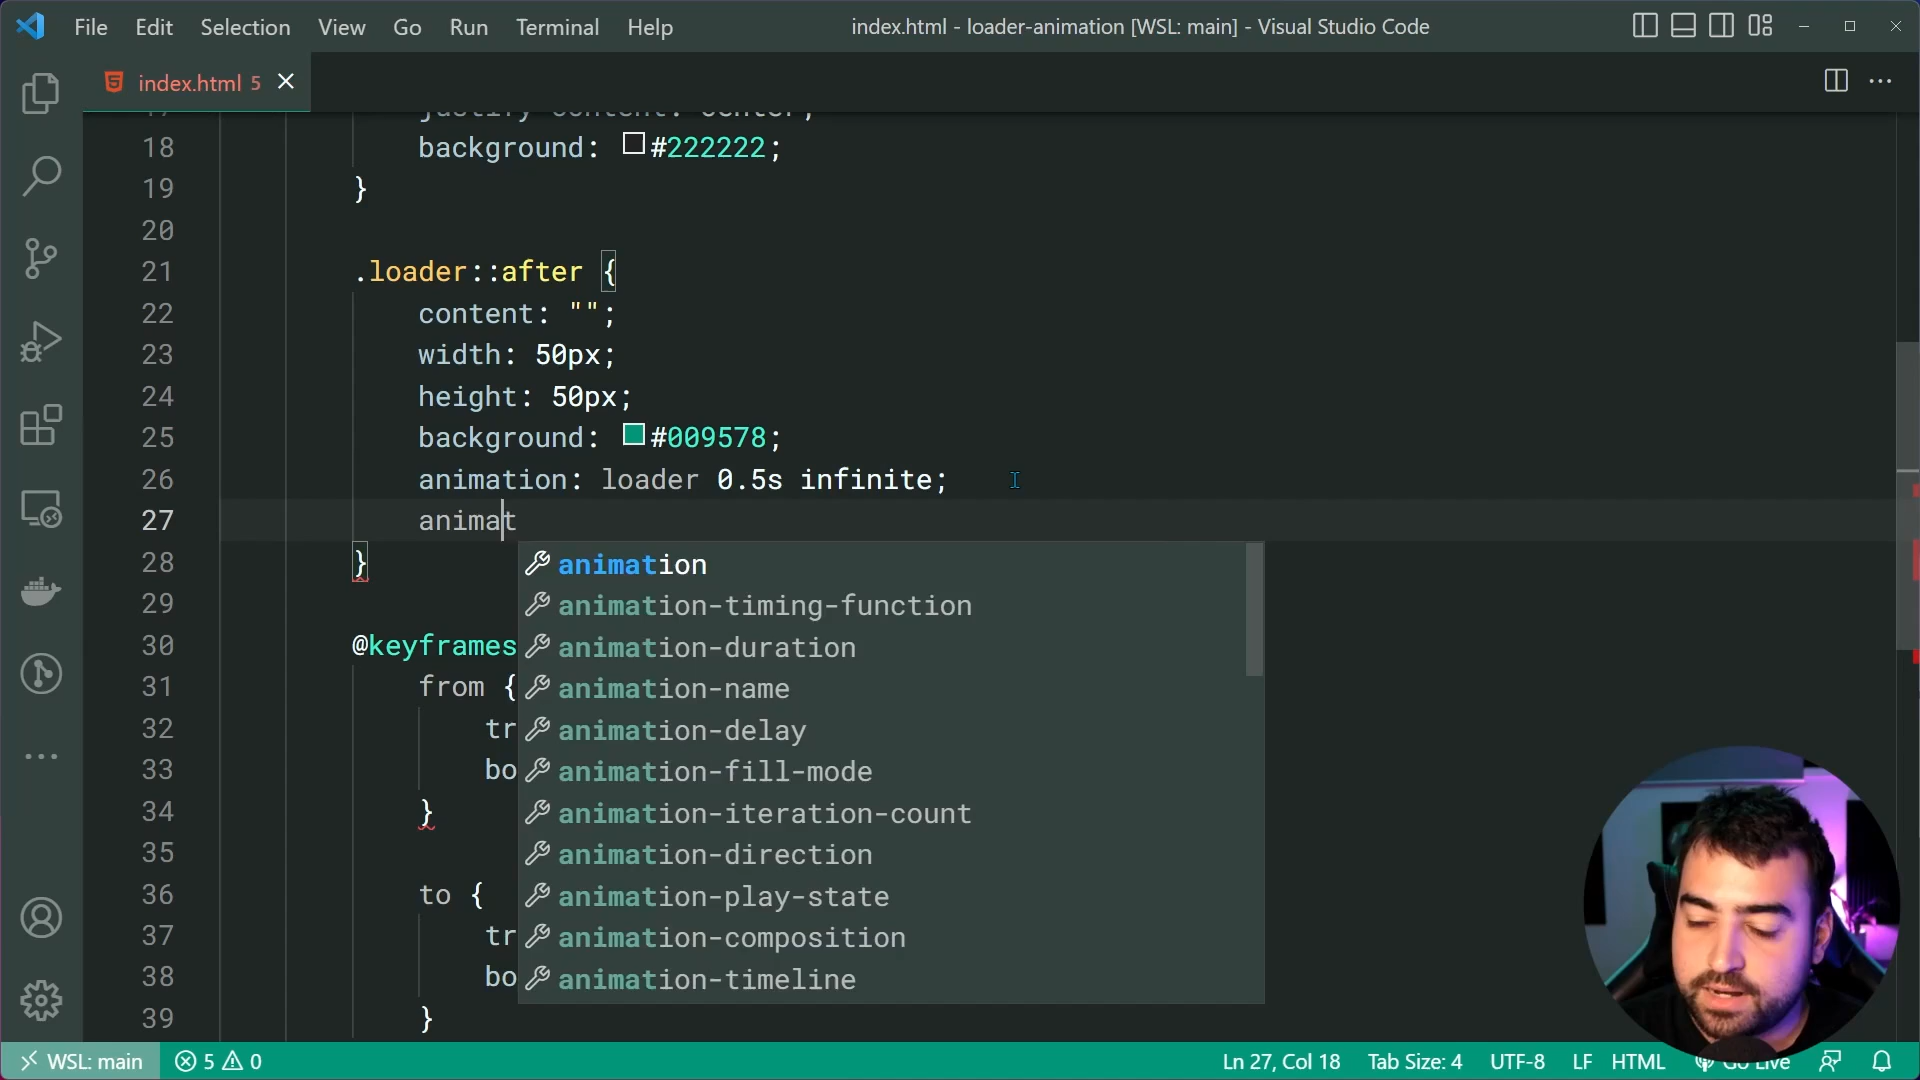 File Edit Selection View Go Run Terminal Help
index.html - loader-animation [WSL: main] - Visual Studio Code
index.html 5
18 background: #222222;
19 }
20
21 .loader::after {
22 content: "";
23 width: 50px;
24 height: 50px;
25 background: #009578;
26 animation: loader 0.5s infinite;
27 animat
28 }
animation
animation-timing-function
29
30 @keyframes
animation-duration
31 from {
animation-name
32 tr
animation-delay
33 bo
animation-fill-mode
34 }
animation-iteration-count
35
animation-direction
36 to {
animation-play-state
37 tr
animation-composition
38 bo
animation-timeline
39 }
WSL: main 5 0
Ln 27, Col 18 Tab Size: 4 UTF-8 LF HTML Go Live